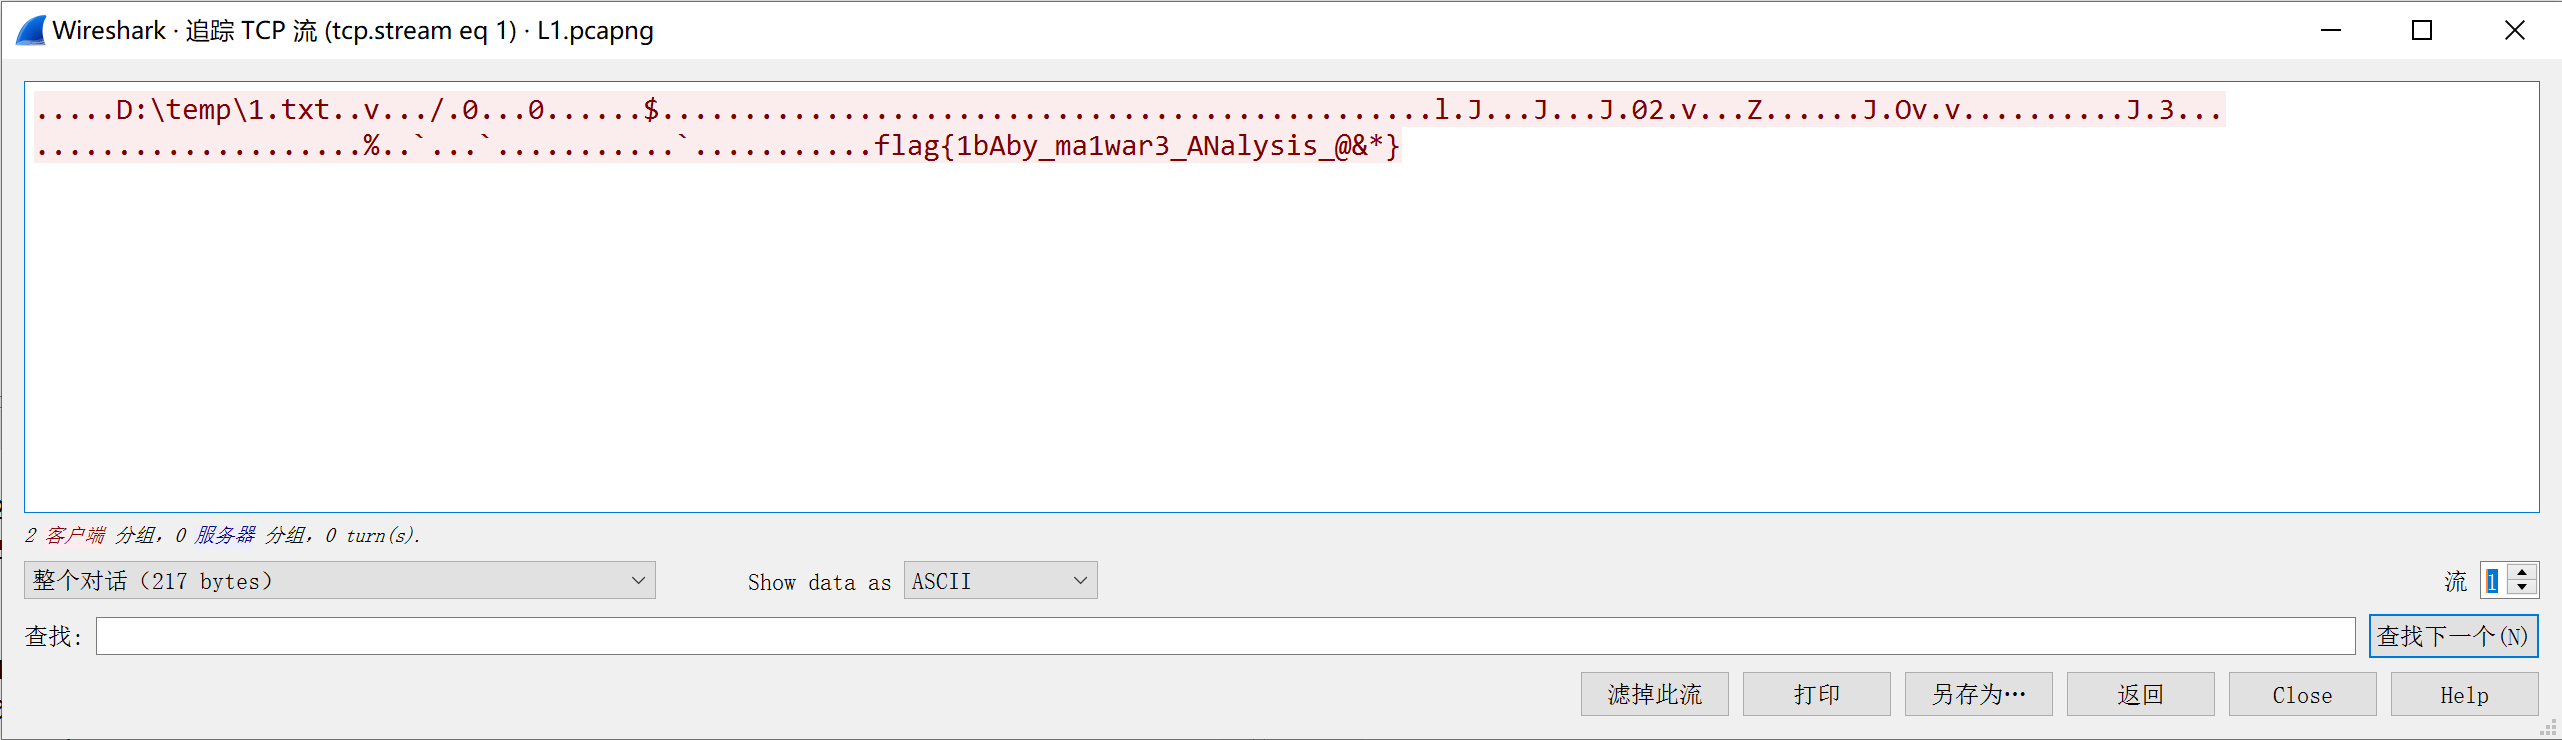 Wireshark · 追踪 TCP 流 (tcp.stream eq 1) · L1.pcapng
.....D:\temp\1.txt..v.../.0...0......$...............................................l.J...J...J.02.v...Z......J.Ov.v..........J.3...
....................%..`...`...........`...........flag{1bAby_ma1war3_ANalysis_@&*}
2 客户端 分组，0 服务器 分组，0 turn(s).
整个对话（217 bytes）
Show data as ASCII
流 1
查找:
查找下一个(N)
滤掉此流 打印 另存为… 返回 Close Help